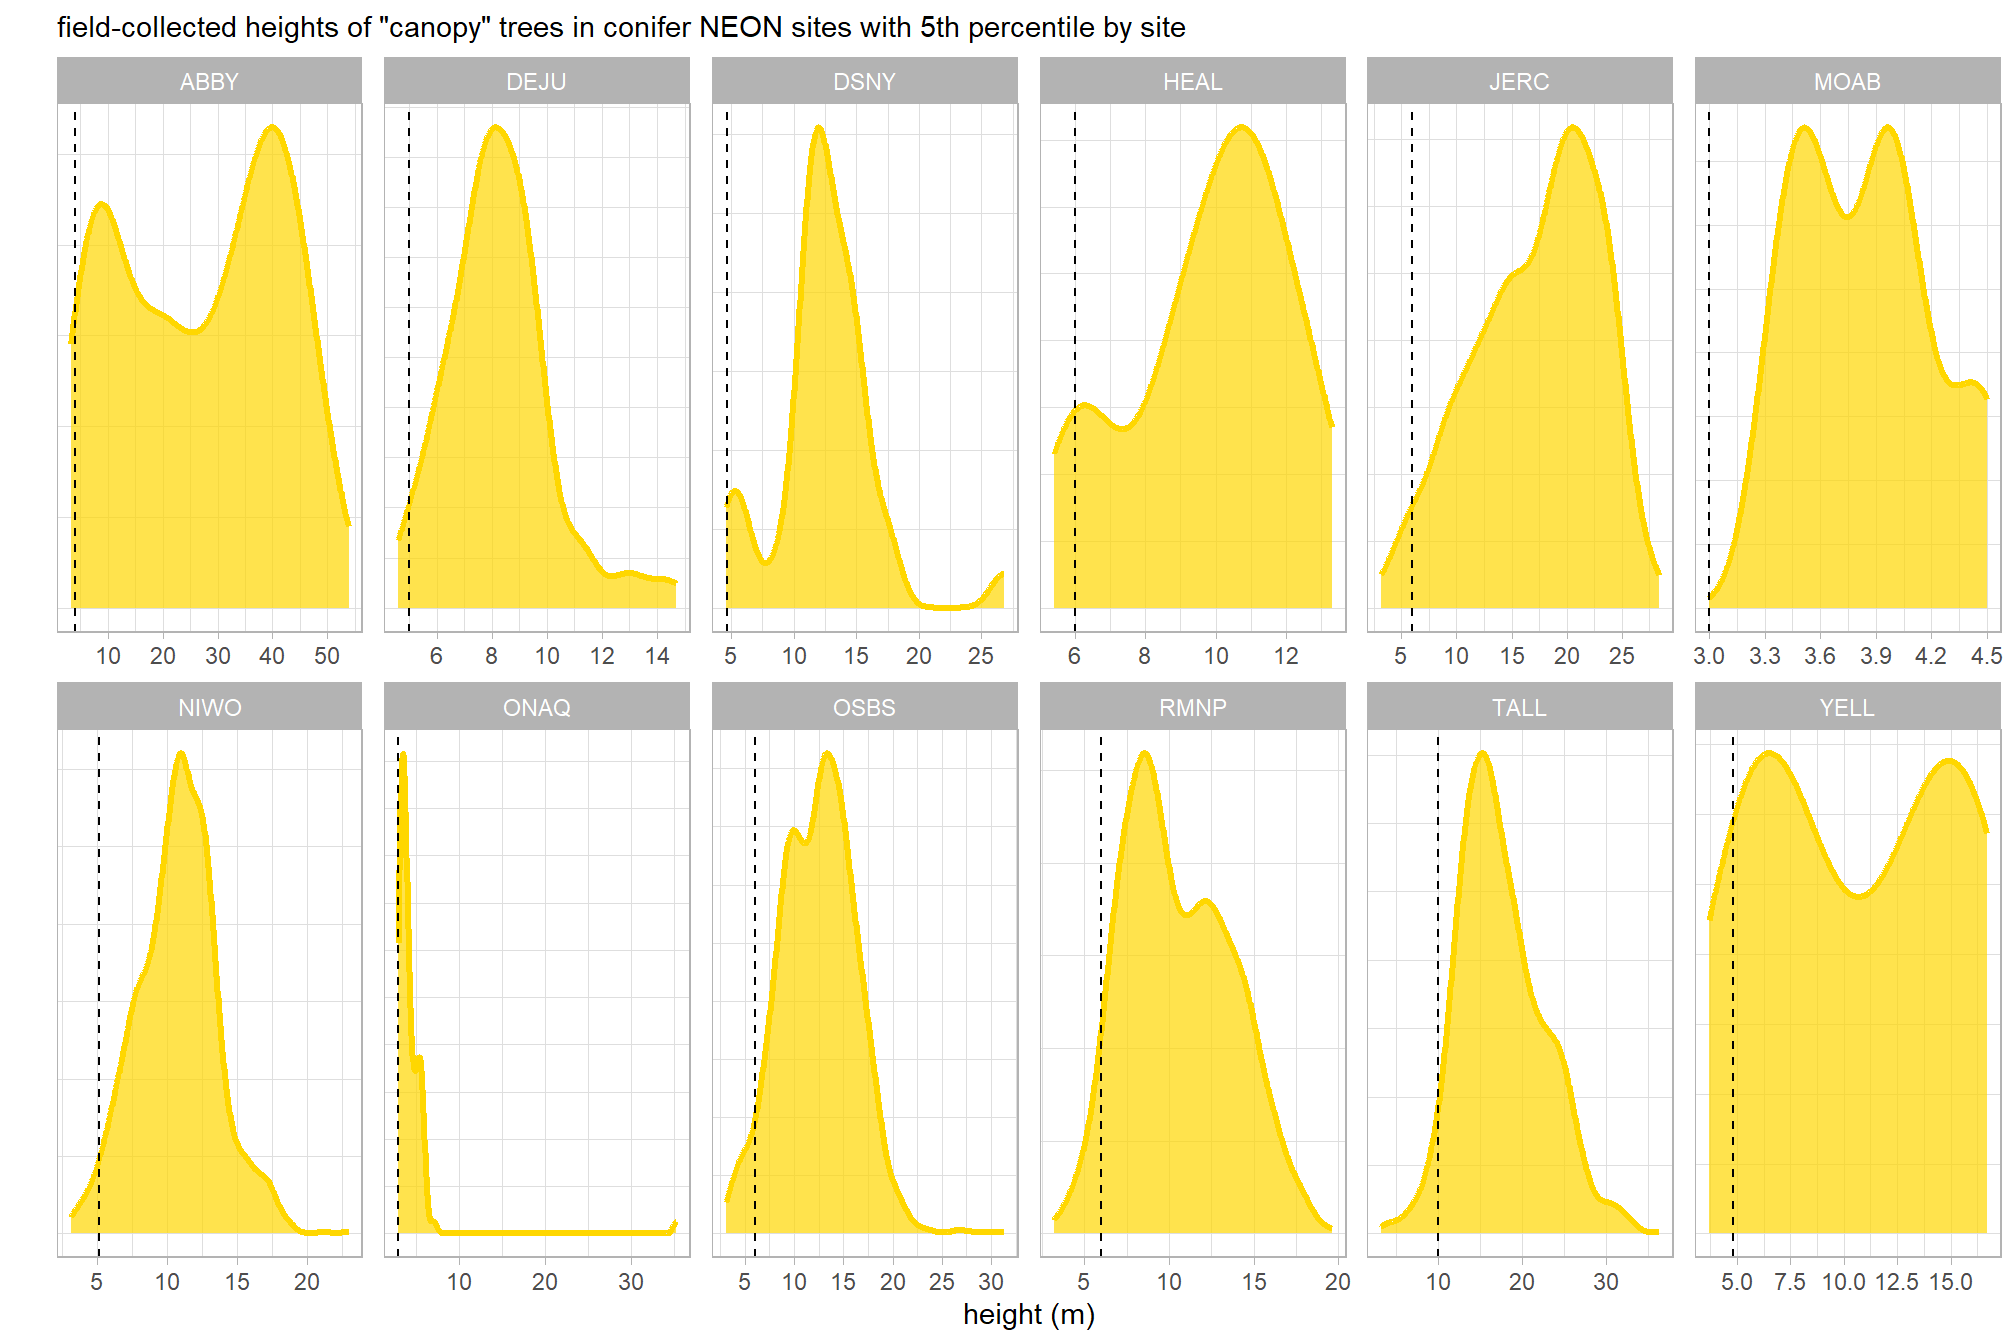 field-collected heights of "canopy" trees in conifer NEON sites with 5th percentile by site
ABBY DEJU DSNY HEAL JERC MOAB
10 20 30 40 50 6 8 10 12 14 5 10 15 20 25 6 8 10 12 5 10 15 20 25 3.0 3.3 3.6 3.9 4.2 4.5
NIWO ONAQ OSBS RMNP TALL YELL
5 10 15 20 10 20 30 5 10 15 20 25 30 5 10 15 20 10 20 30 5.0 7.5 10.0 12.5 15.0
height (m)